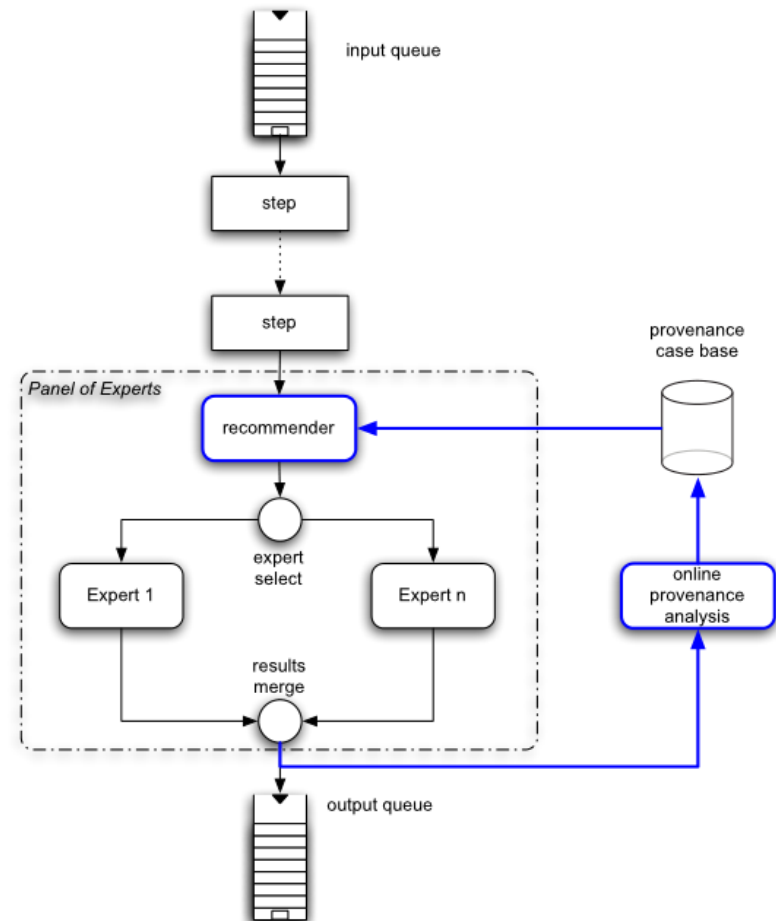 input queue
step
step
provenance
case base
Panel of Experts
recommender
expert
select
Expert 1
Expert n
online
provenance
analysis
results
merge
output queue